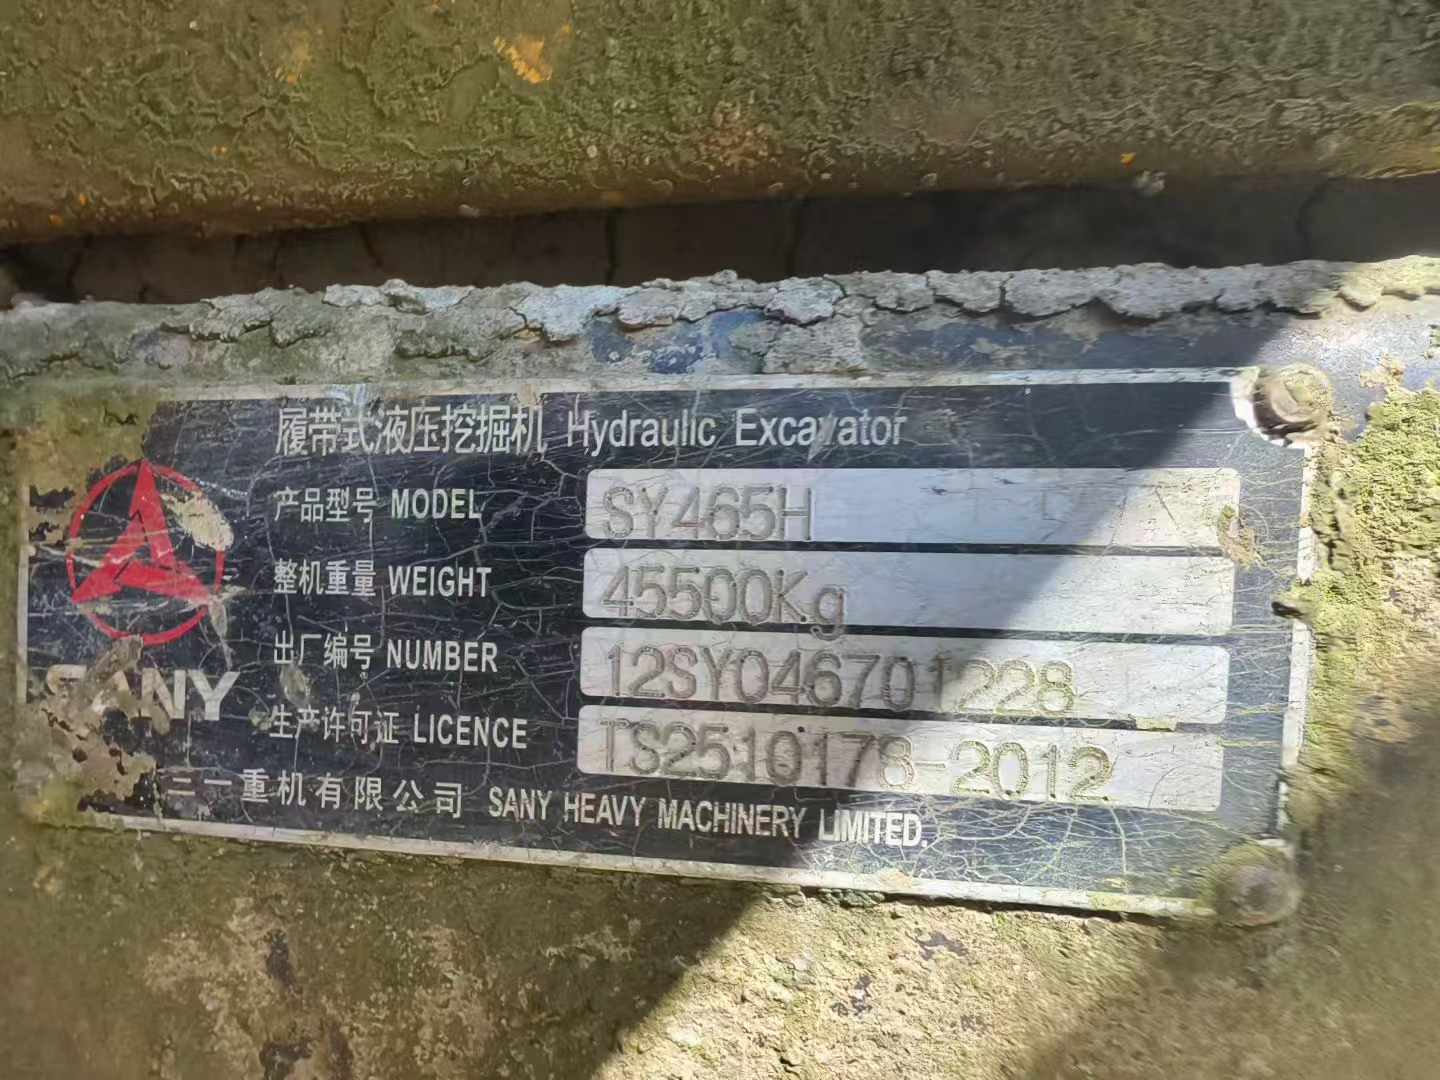 履带式液压挖掘机 Hydraulic Excavator
产品型号 MODEL SY465H
整机重量 WEIGHT 45500Kg
出厂编号 NUMBER 12SY046701228
生产许可证 LICENCE TS2510178-2012
SANY
三一重机有限公司 SANY HEAVY MACHINERY LIMITED.